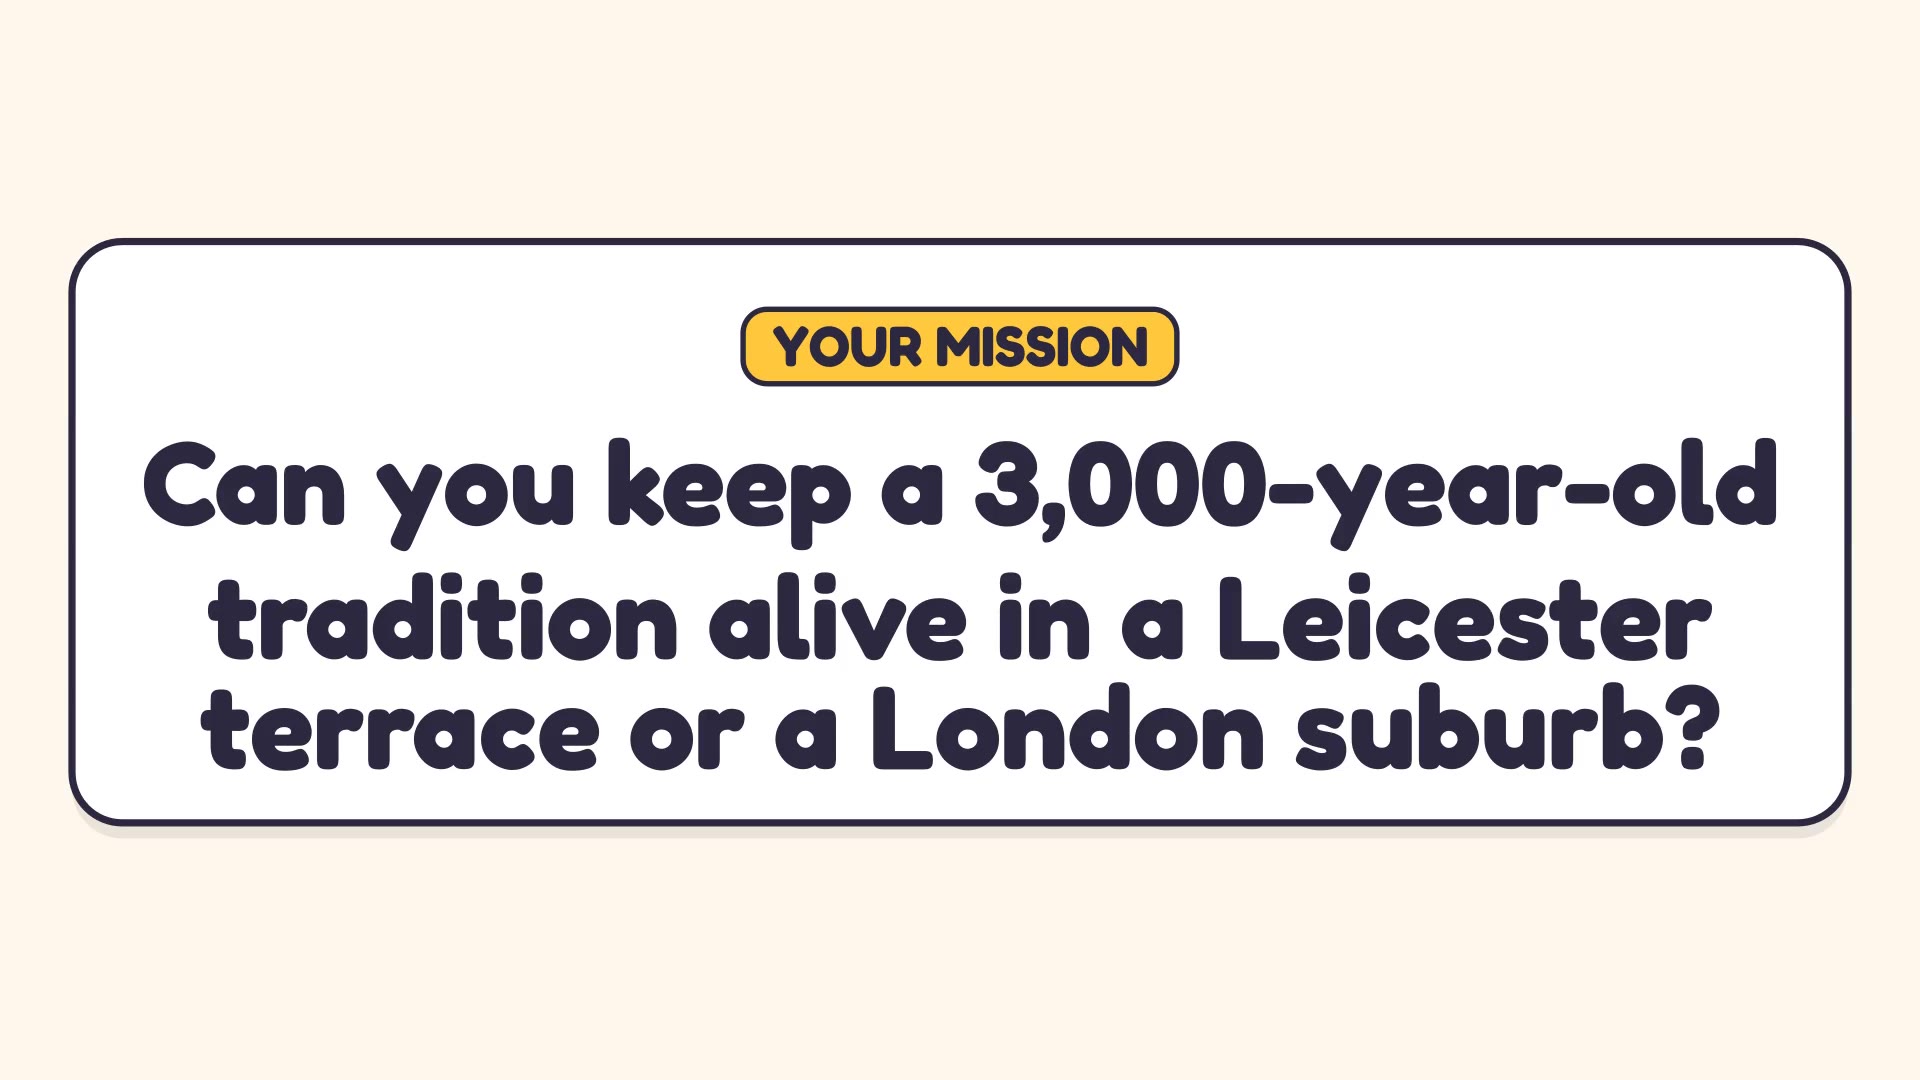 YOUR MISSION
Can you keep a 3,000-year-old
tradition alive in a Leicester
terrace or a London suburb?